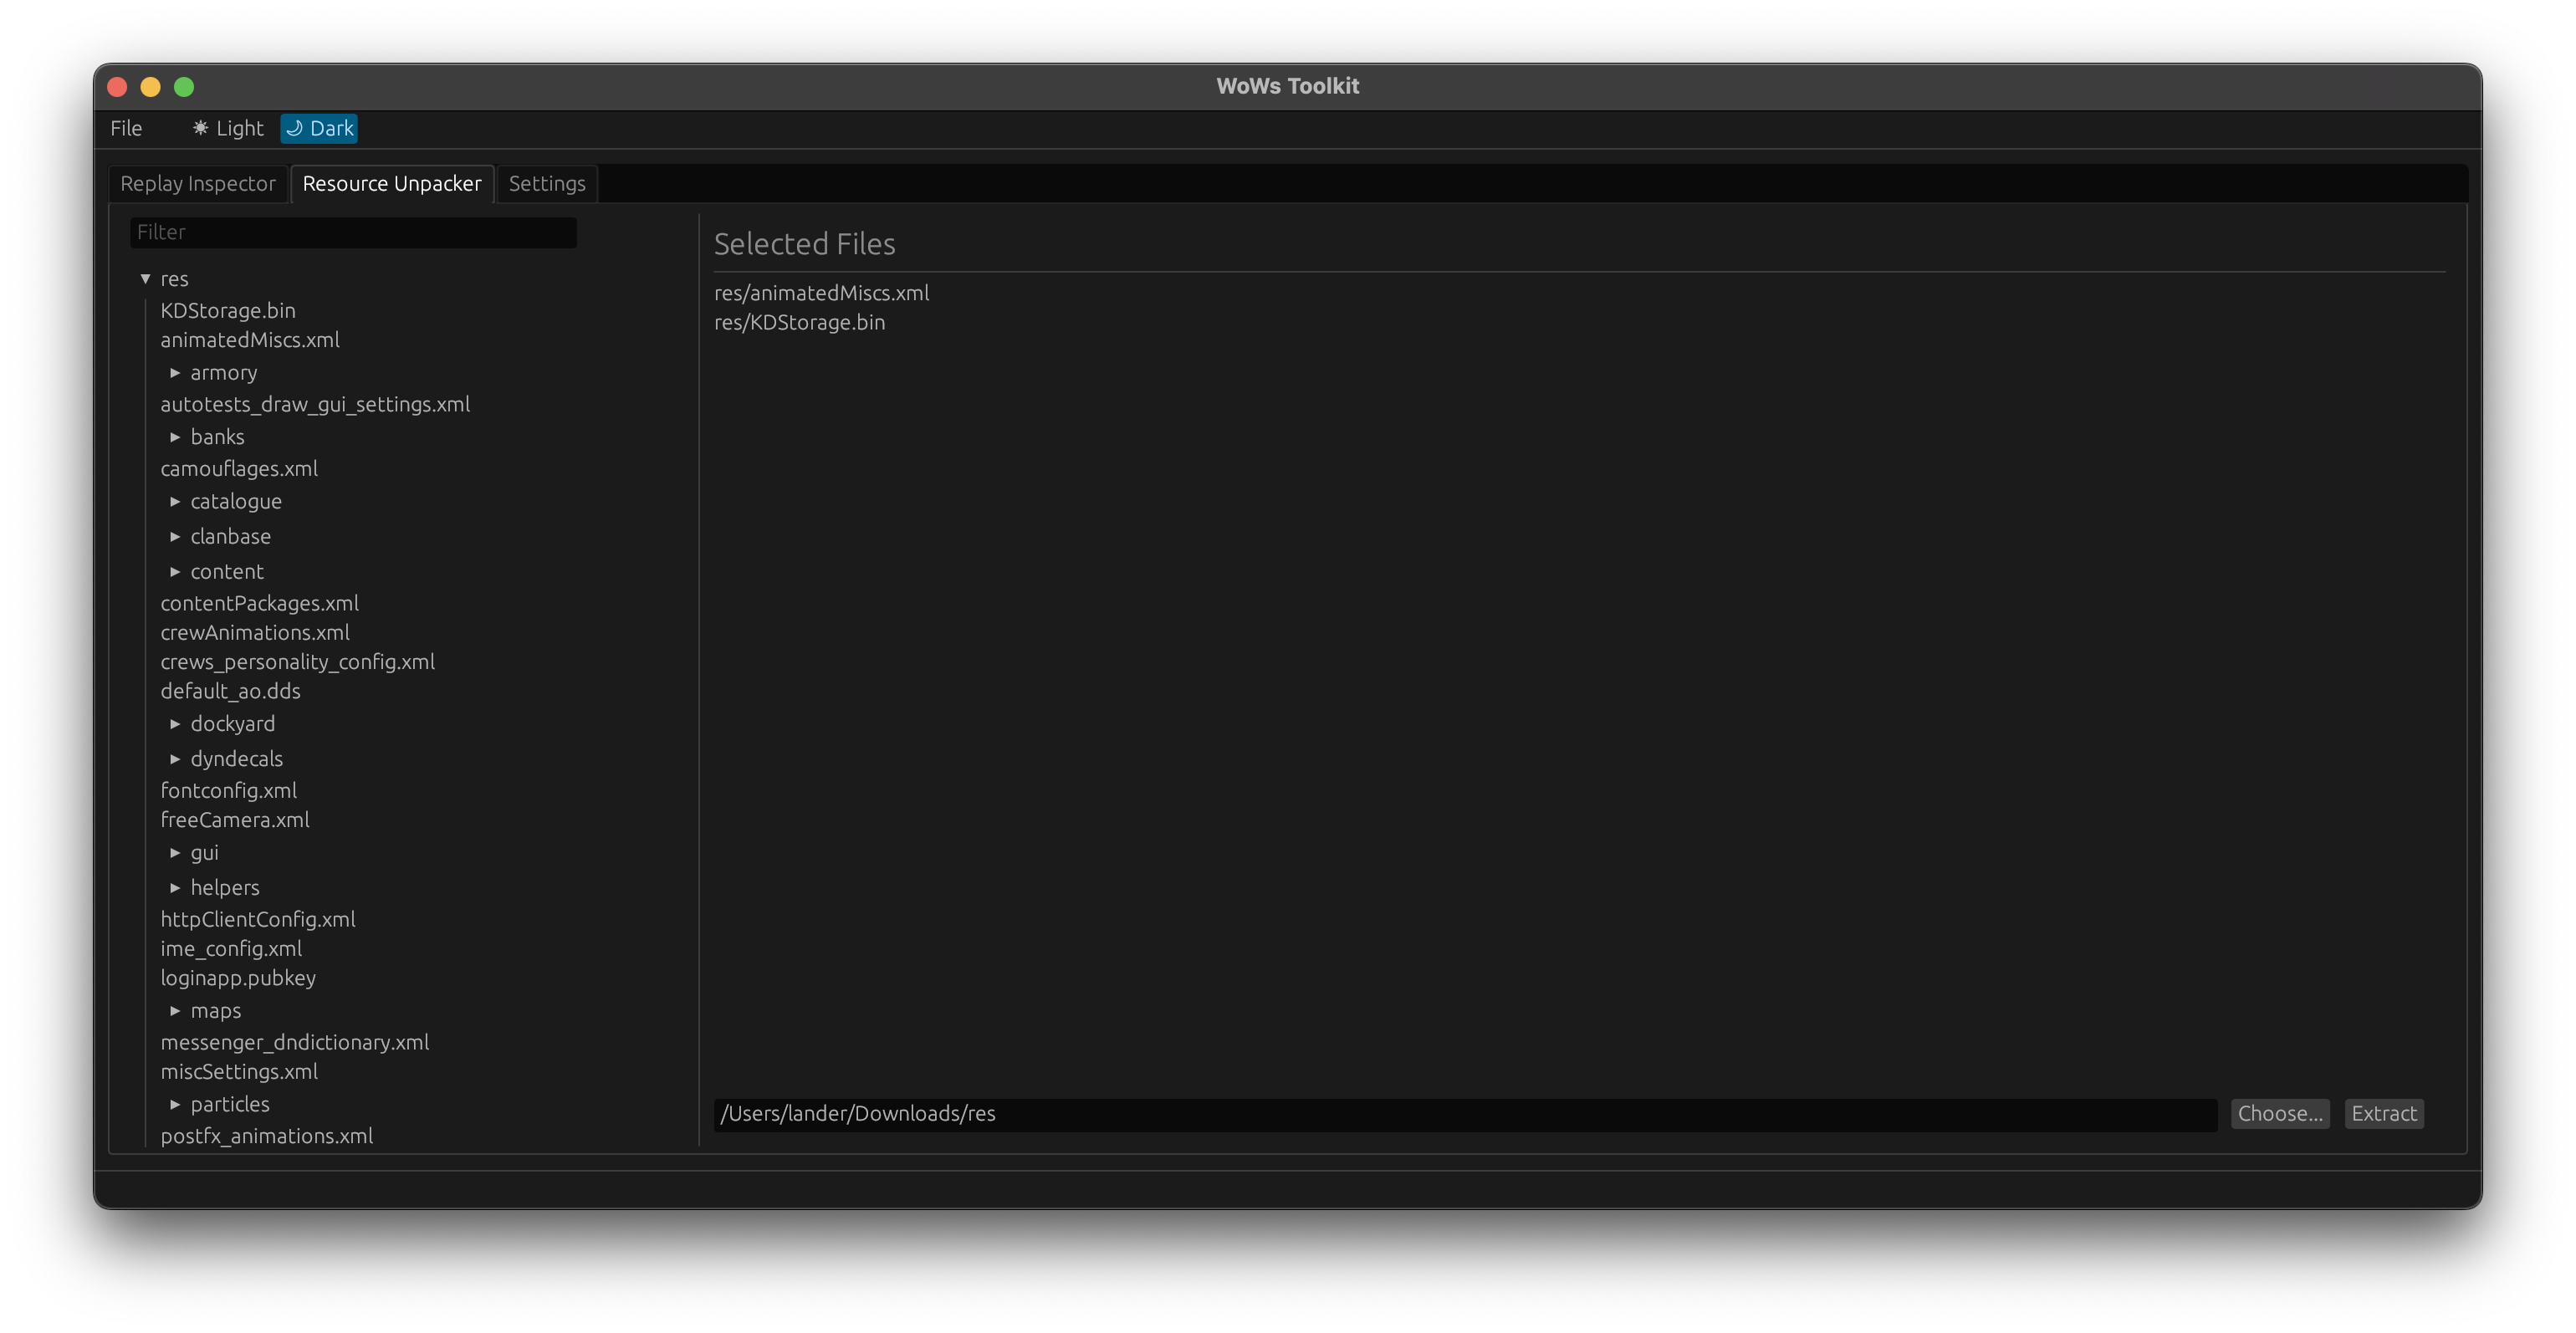 WoWs Toolkit
File Light Dark
Replay Inspector Resource Unpacker Settings
Filter
res
KDStorage.bin
animatedMiscs.xml
armory
autotests_draw_gui_settings.xml
banks
camouflages.xml
catalogue
clanbase
content
contentPackages.xml
crewAnimations.xml
crews_personality_config.xml
default_ao.dds
dockyard
dyndecals
fontconfig.xml
freeCamera.xml
gui
helpers
httpClientConfig.xml
ime_config.xml
loginapp.pubkey
maps
messenger_dndictionary.xml
miscSettings.xml
particles
postfx_animations.xml
Selected Files
res/animatedMiscs.xml
res/KDStorage.bin
/Users/lander/Downloads/res Choose... Extract